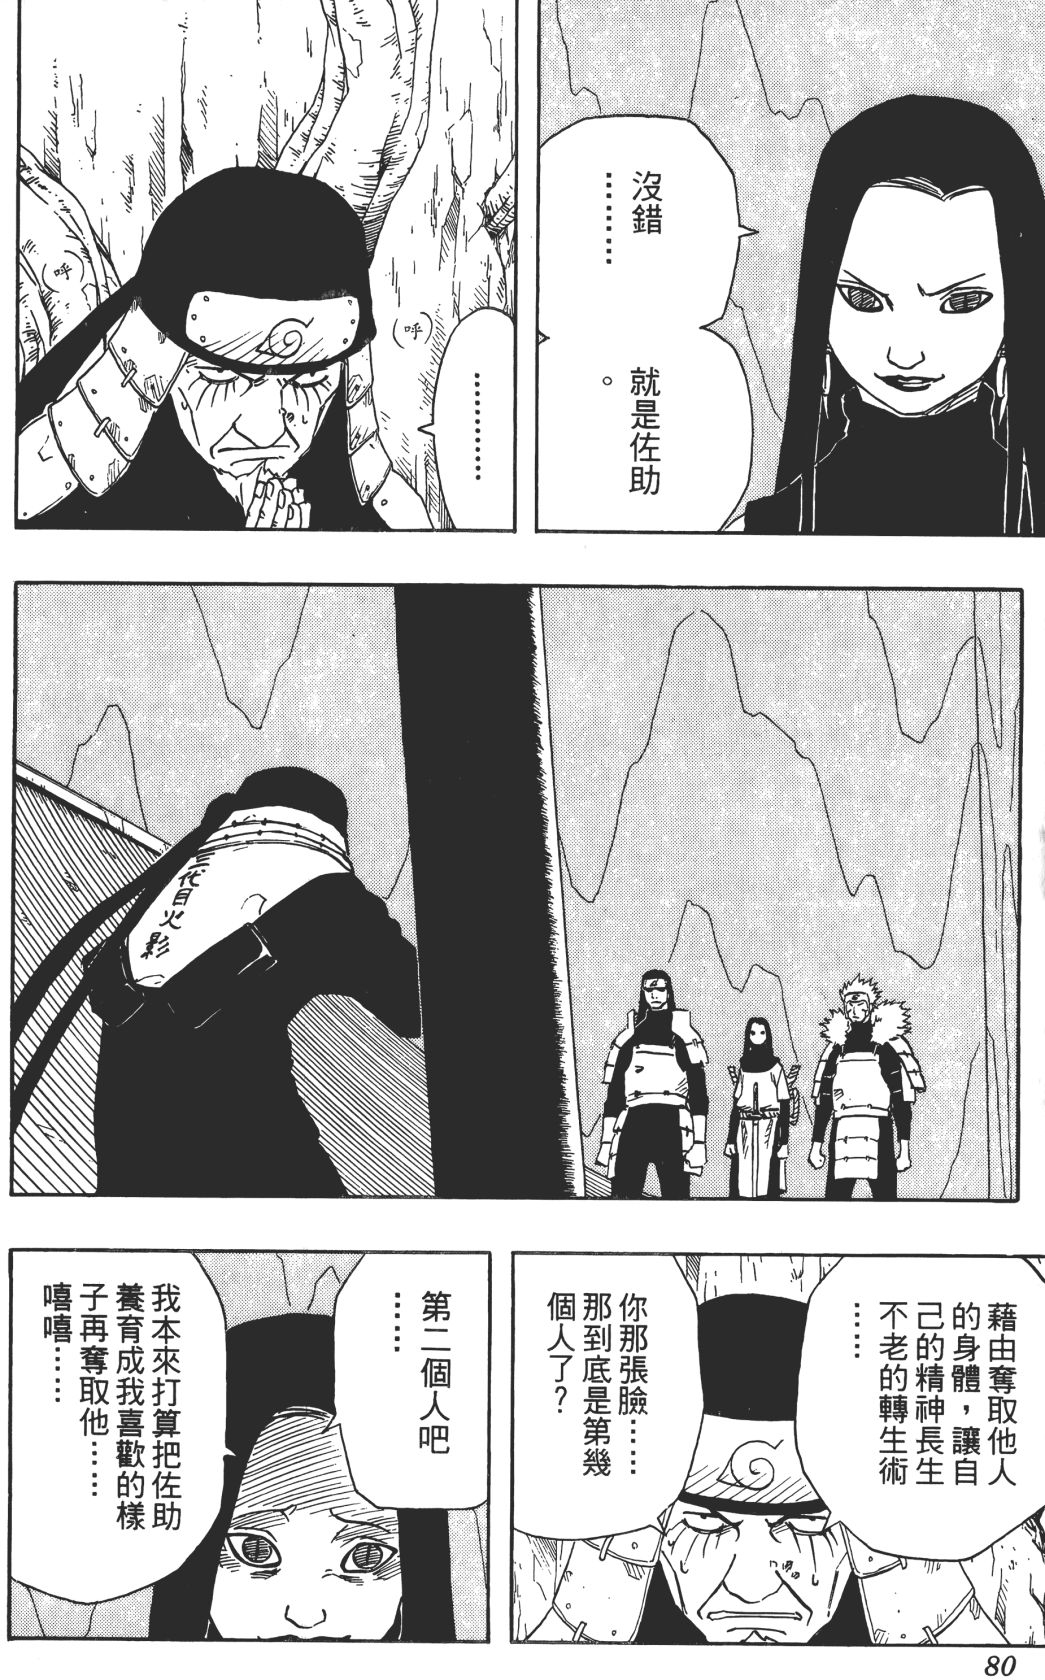 沒錯
………
就是佐助
。
………
(呼)
(呼)
三代目火影
藉由奪取他人
的身體，讓自
己的精神長生
不老的轉生術
……
你那張臉……
那到底是第幾
個人了?
第二個人吧
……
我本來打算把佐助
養育成我喜歡的樣
子再奪取他……
嘻嘻……
80